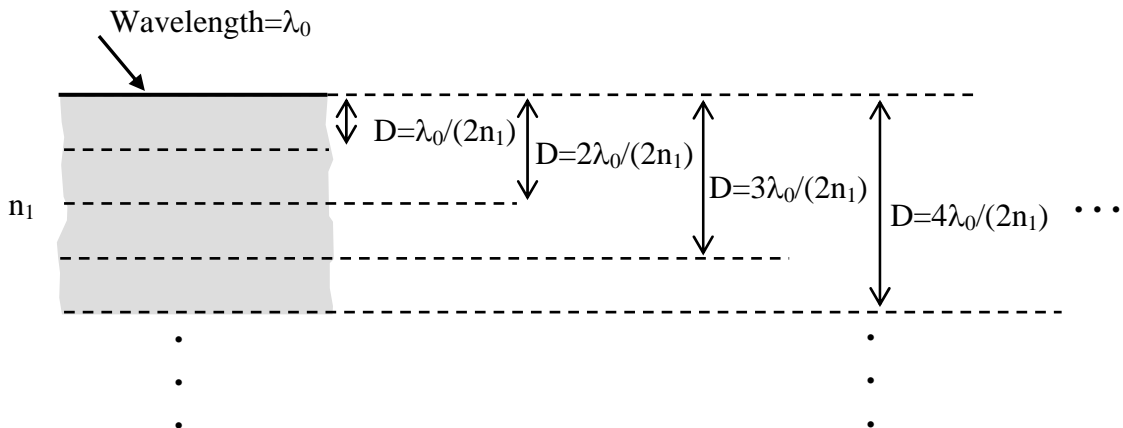 Wavelength=λ₀
D=λ₀/(2n₁)
D=2λ₀/(2n₁)
D=3λ₀/(2n₁)
n₁
D=4λ₀/(2n₁)